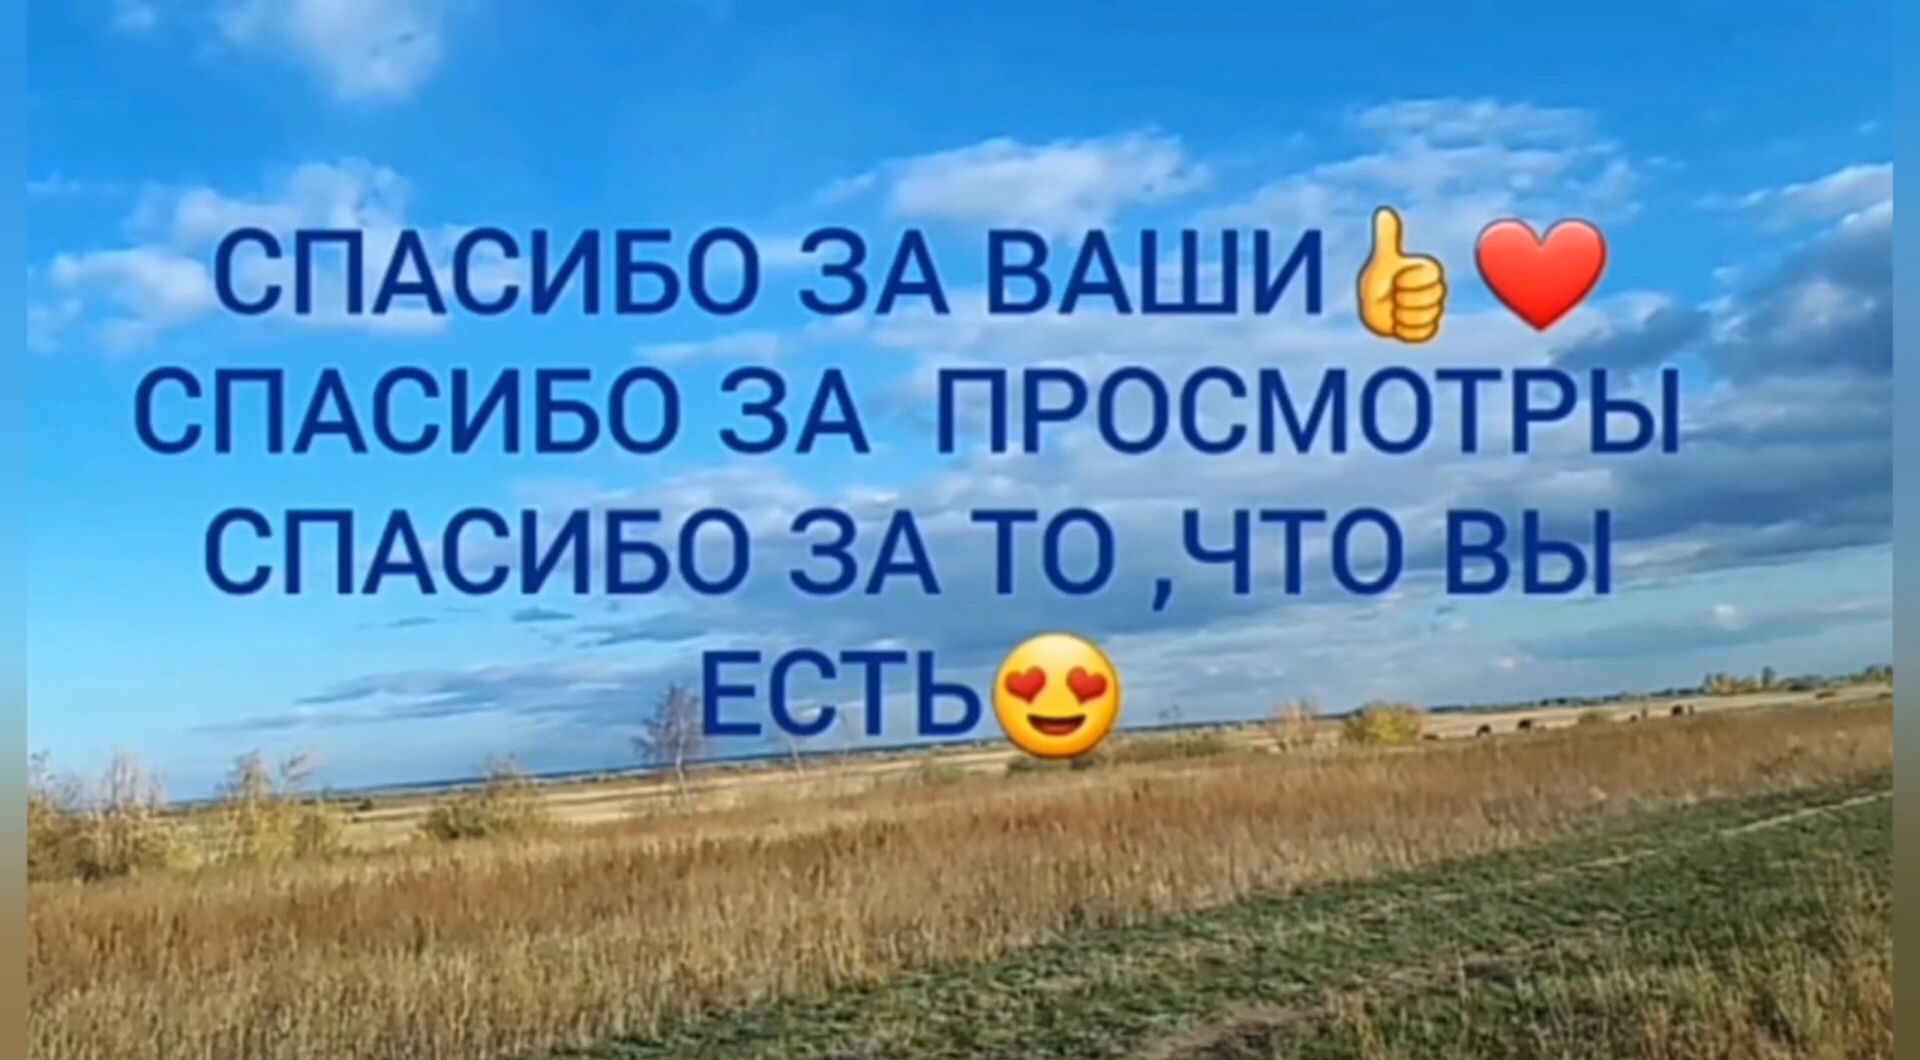 СПАСИБО ЗА ВАШИ👍❤️
СПАСИБО ЗА ПРОСМОТРЫ
СПАСИБО ЗА ТО ,ЧТО ВЫ
ЕСТЬ😍